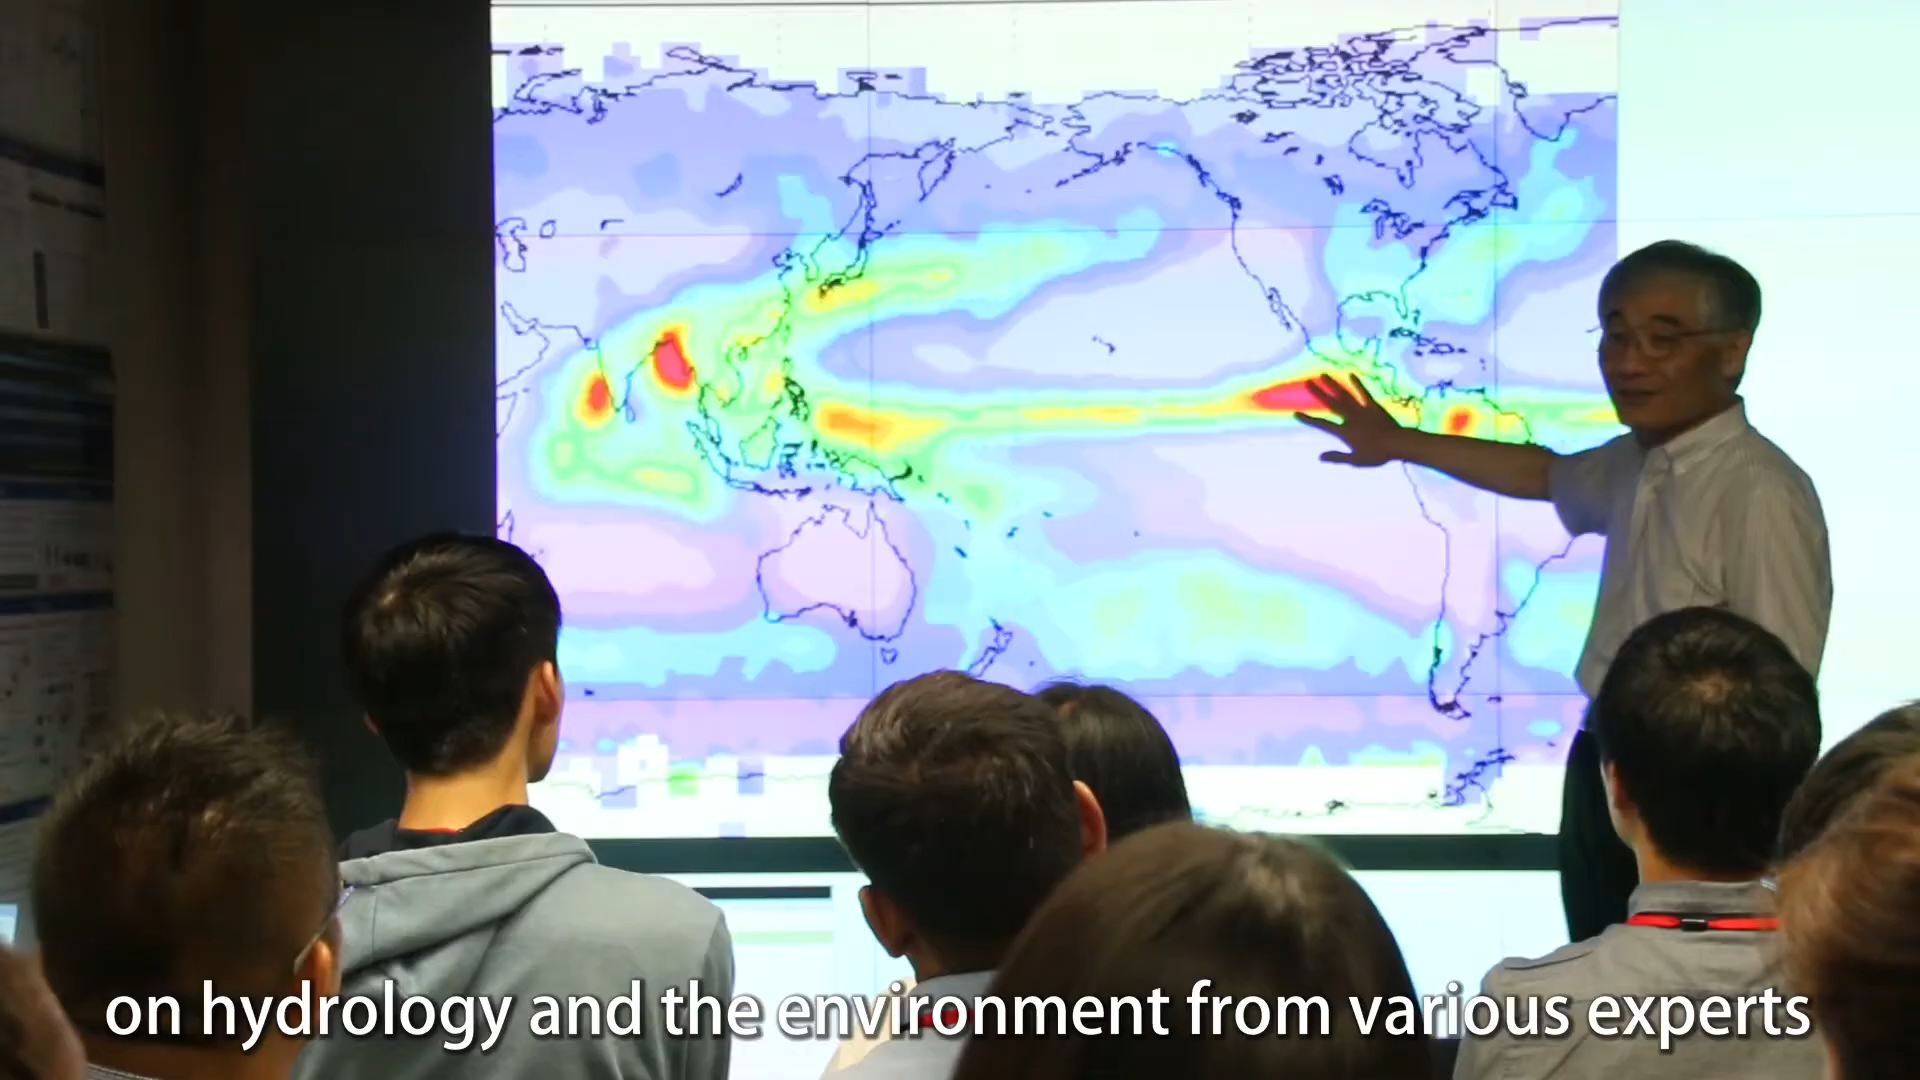 on hydrology and the environment from various experts